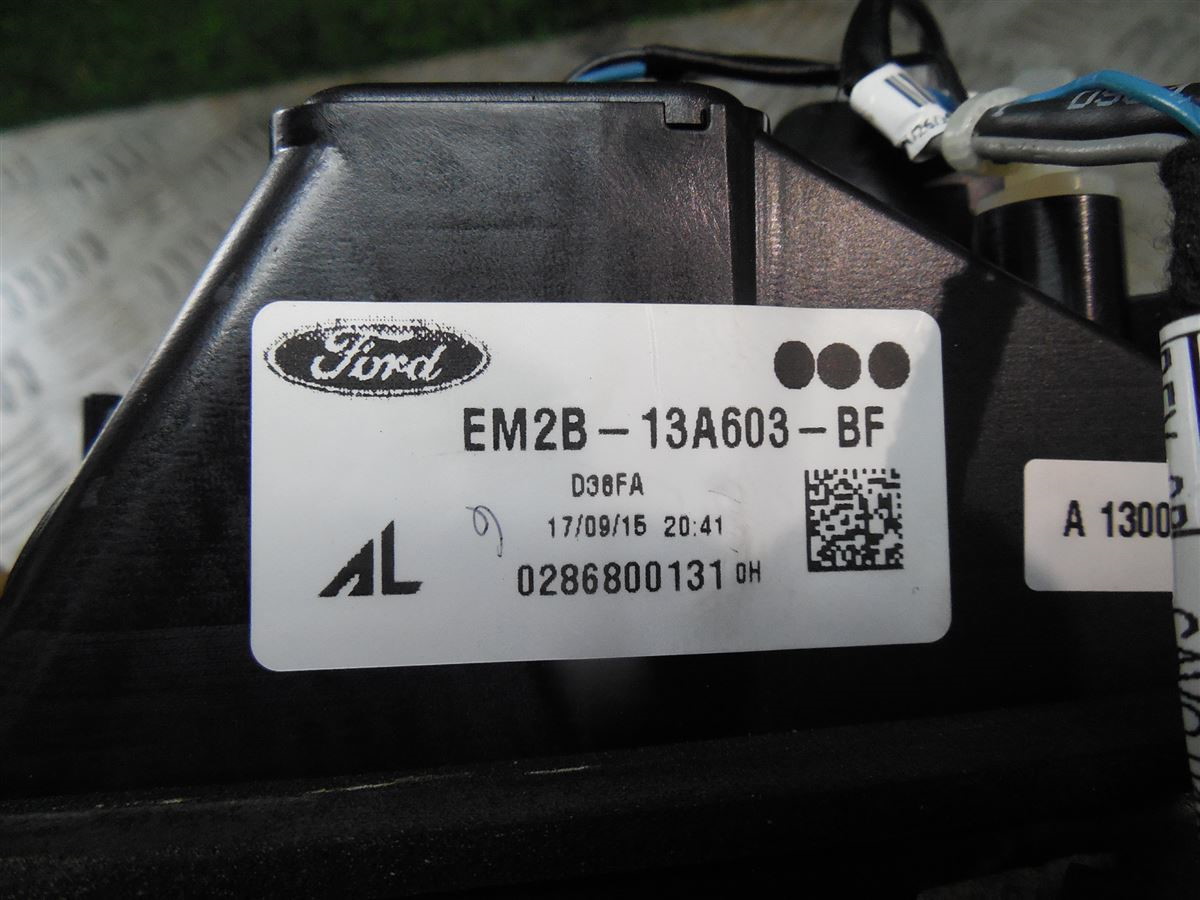 Ford
EM2B-13A603-BF
D38FA
17/09/15 20:41
AL
0286800131 0H
A 1300